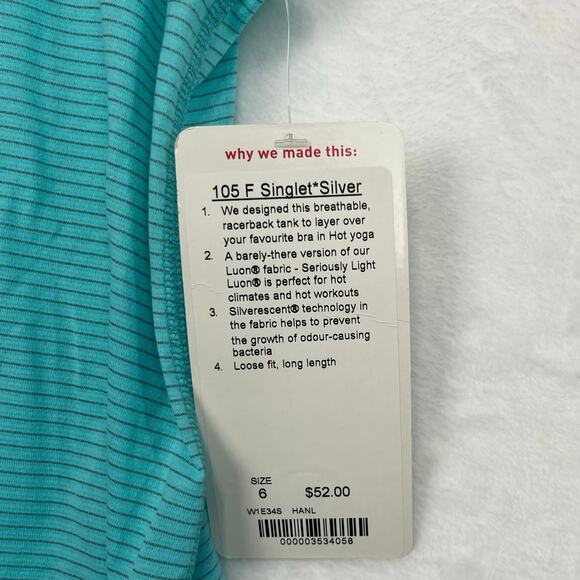 why we made this:
105 F Singlet*Silver
1. We designed this breathable,
racerback tank to layer over
your favourite bra in Hot yoga
2. A barely-there version of our
Luon® fabric - Seriously Light
Luon® is perfect for hot
climates and hot workouts
3. Silverescent® technology in
the fabric helps to prevent
the growth of odour-causing
bacteria
4. Loose fit, long length
SIZE
6 $52.00
W1E34S HANL
000003534058